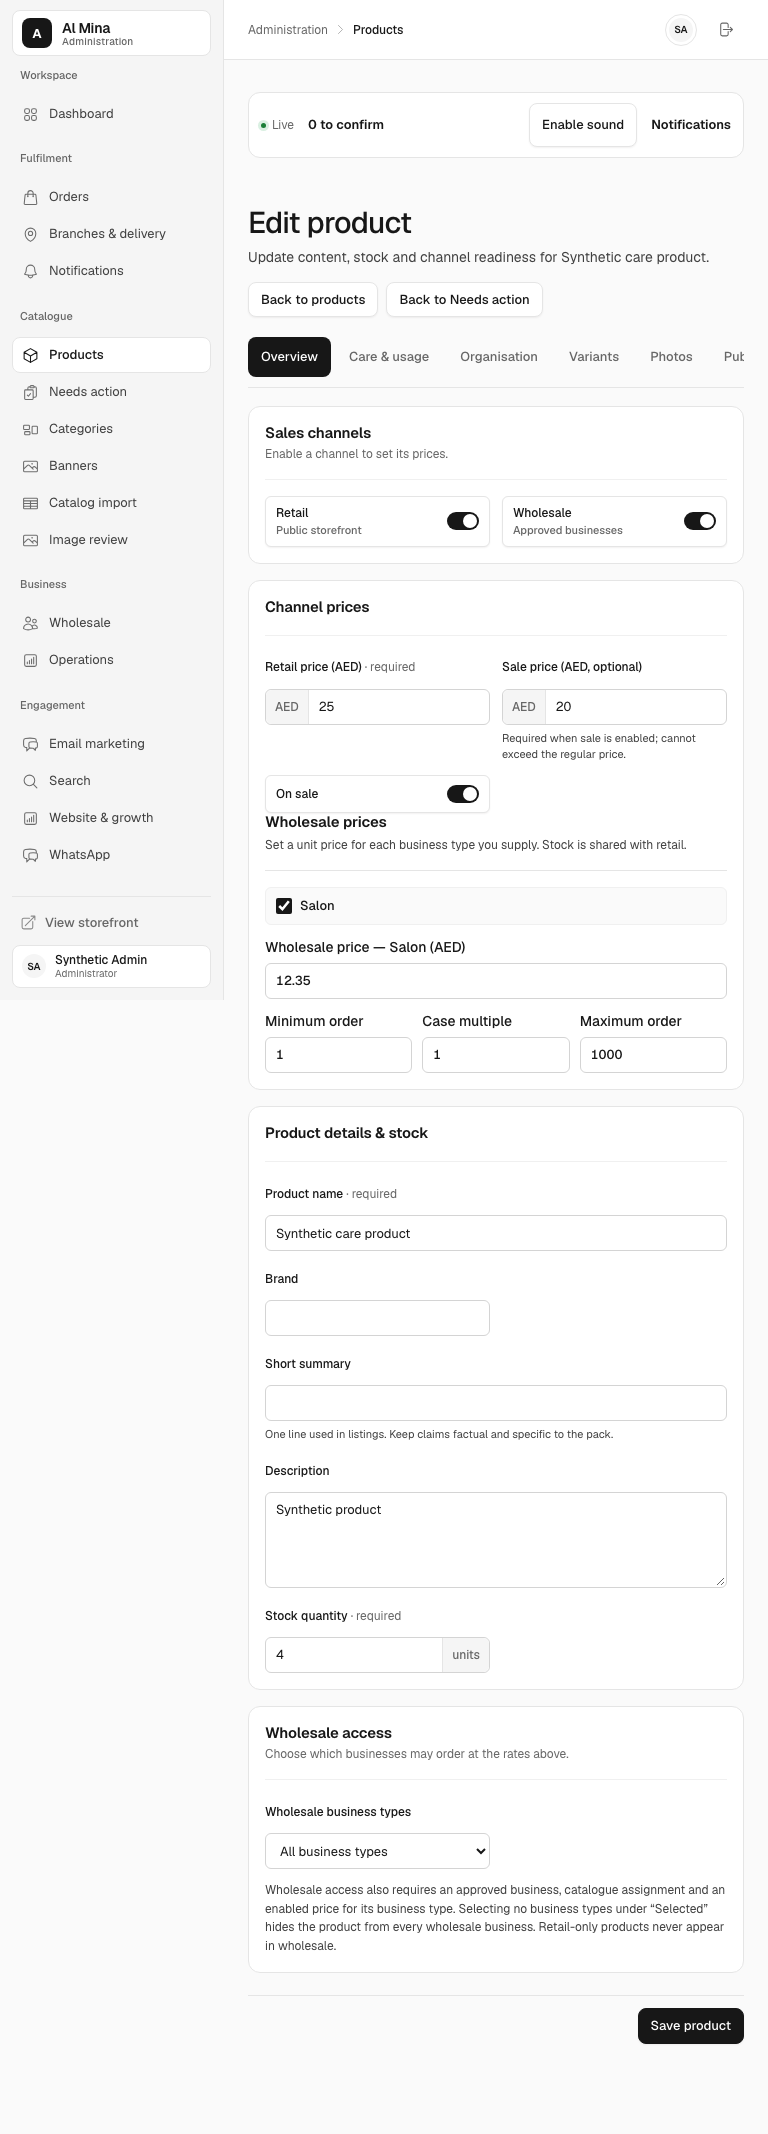 A
Al Mina
Administration
Workspace
Dashboard
Fulfilment
Orders
Branches & delivery
Notifications
Catalogue
Products
Needs action
Categories
Banners
Catalog import
Image review
Business
Wholesale
Operations
Engagement
Email marketing
Search
Website & growth
WhatsApp
View storefront
SA
Synthetic Admin
Administrator
Administration
Products
SA
Live
0 to confirm
Enable sound
Notifications
Edit product
Update content, stock and channel readiness for Synthetic care product.
Back to products
Back to Needs action
Overview
Care & usage
Organisation
Variants
Photos
Pub
Sales channels
Enable a channel to set its prices.
Retail
Public storefront
Wholesale
Approved businesses
Channel prices
Retail price (AED) · required
AED
25
Sale price (AED, optional)
AED
20
Required when sale is enabled; cannot
exceed the regular price.
On sale
Wholesale prices
Set a unit price for each business type you supply. Stock is shared with retail.
Salon
Wholesale price — Salon (AED)
12.35
Minimum order
Case multiple
Maximum order
1
1
1000
Product details & stock
Product name · required
Synthetic care product
Brand
Short summary
One line used in listings. Keep claims factual and specific to the pack.
Description
Synthetic product
Stock quantity · required
4
units
Wholesale access
Choose which businesses may order at the rates above.
Wholesale business types
All business types
Wholesale access also requires an approved business, catalogue assignment and an
enabled price for its business type. Selecting no business types under “Selected”
hides the product from every wholesale business. Retail-only products never appear
in wholesale.
Save product